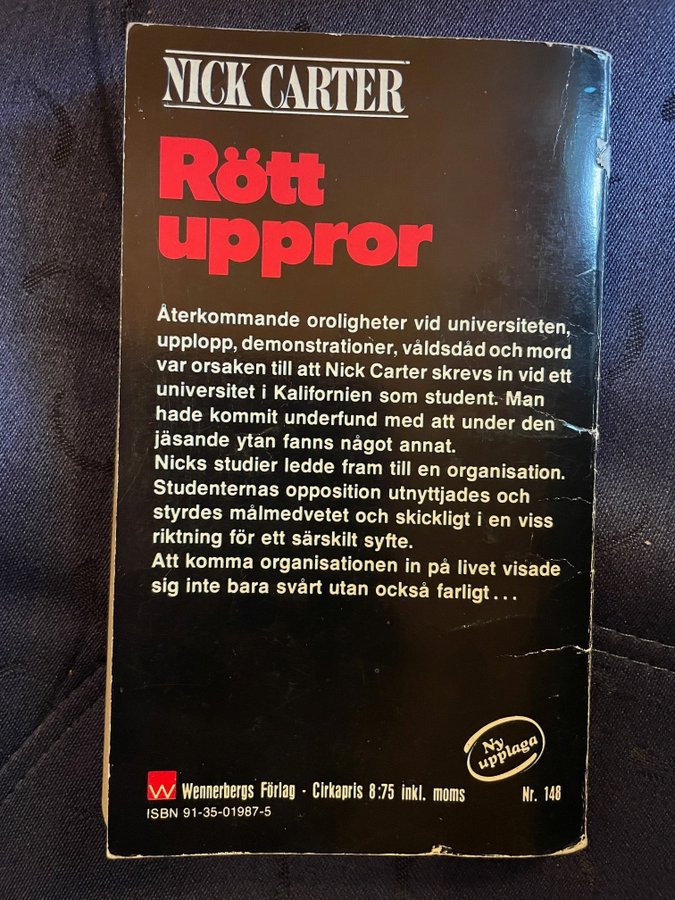 NICK CARTER
Rött
uppror
Återkommande oroligheter vid universiteten,
upplopp, demonstrationer, våldsdåd och mord
var orsaken till att Nick Carter skrevs in vid ett
universitet i Kalifornien som student. Man
hade kommit underfund med att under den
jäsande ytan fanns något annat.
Nicks studier ledde fram till en organisation.
Studenternas opposition utnyttjades och
styrdes målmedvetet och skickligt i en viss
riktning för ett särskilt syfte.
Att komma organisationen in på livet visade
sig inte bara svårt utan också farligt...
Ny
upplaga
W Wennerbergs Förlag - Cirkapris 8:75 inkl. moms Nr. 148
ISBN 91-35-01987-5